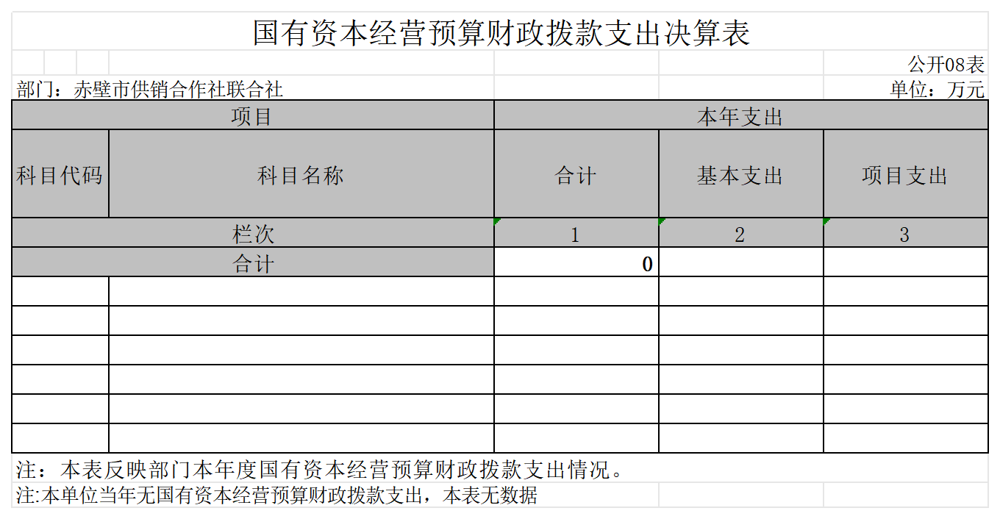 国有资本经营预算财政拨款支出决算表
公开08表
部门：赤壁市供销合作社联合社 单位：万元
项目 本年支出
科目代码 科目名称 合计 基本支出 项目支出
栏次 1 2 3
合计 0
注：本表反映部门本年度国有资本经营预算财政拨款支出情况。
注:本单位当年无国有资本经营预算财政拨款支出，本表无数据